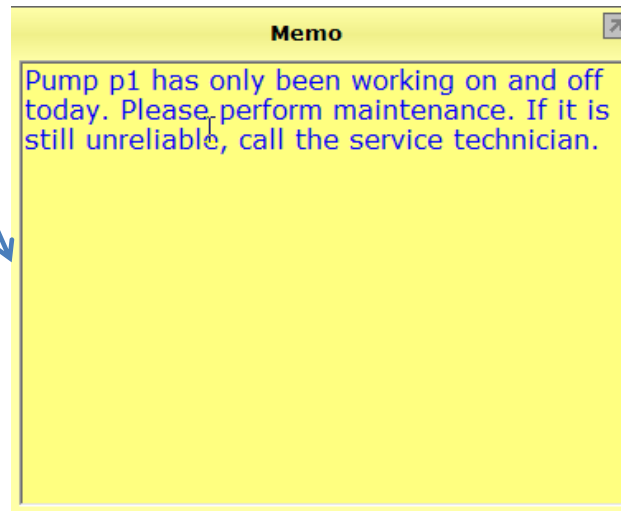 Memo
Pump p1 has only been working on and off
today. Please perform maintenance. If it is
still unreliable, call the service technician.